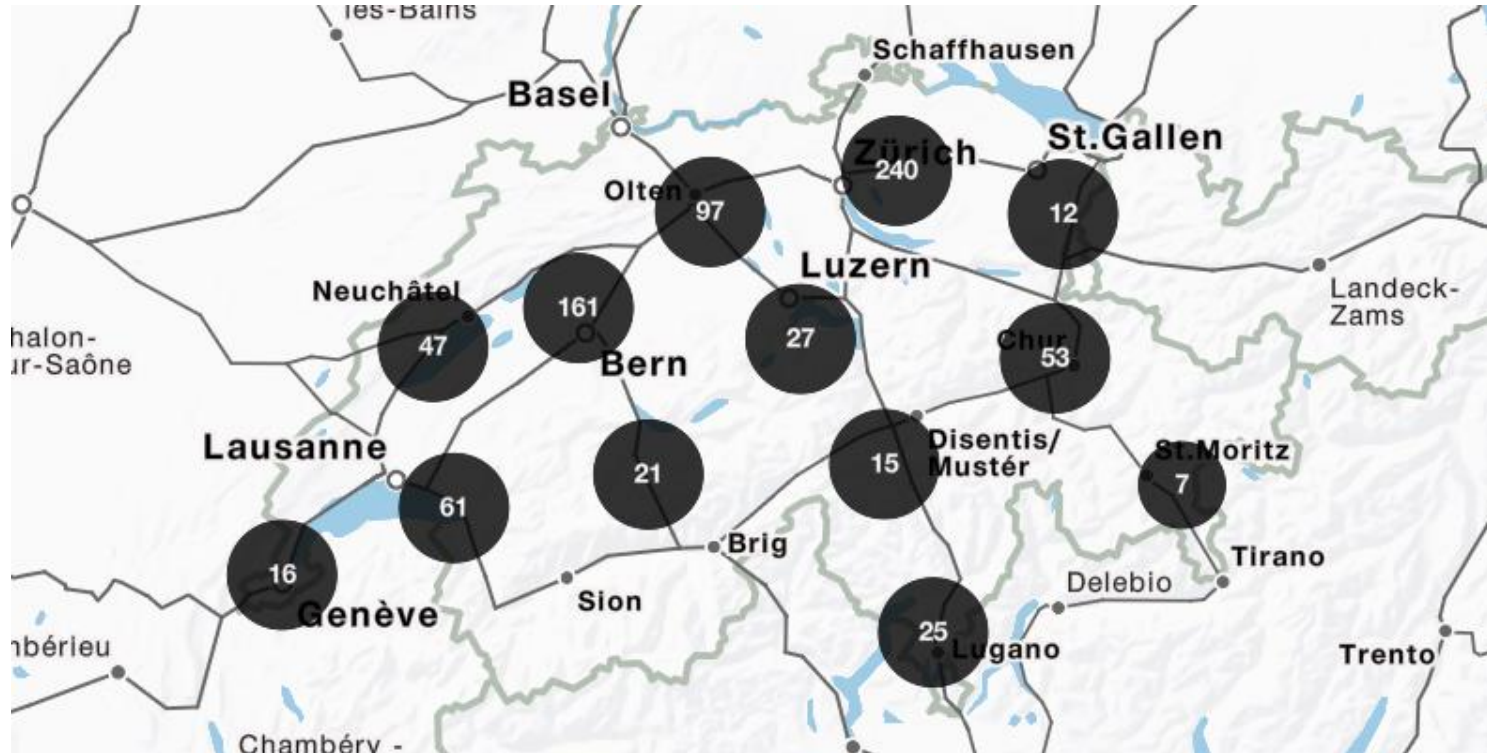 les-Bains
Schaffhausen
Basel
St.Gallen
Zürich
240
Olten
97
12
Luzern
Landeck-
Zams
Neuchâtel
161
47
27
Chur
53
halon-
ur-Saône
Bern
Lausanne
Disentis/
Mustér
15
St.Moritz
7
21
61
Brig
Tirano
16
Delebio
Sion
Genève
25
Lugano
nbérieu
Trento
Chambéry -